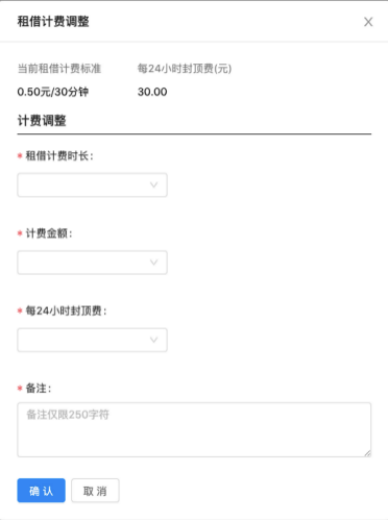 租借计费调整
当前租借计费标准 每24小时封顶费(元)
0.50元/30分钟 30.00
计费调整
* 租借计费时长:
* 计费金额:
* 每24小时封顶费:
* 备注:
备注仅限250字符
确 认 取 消